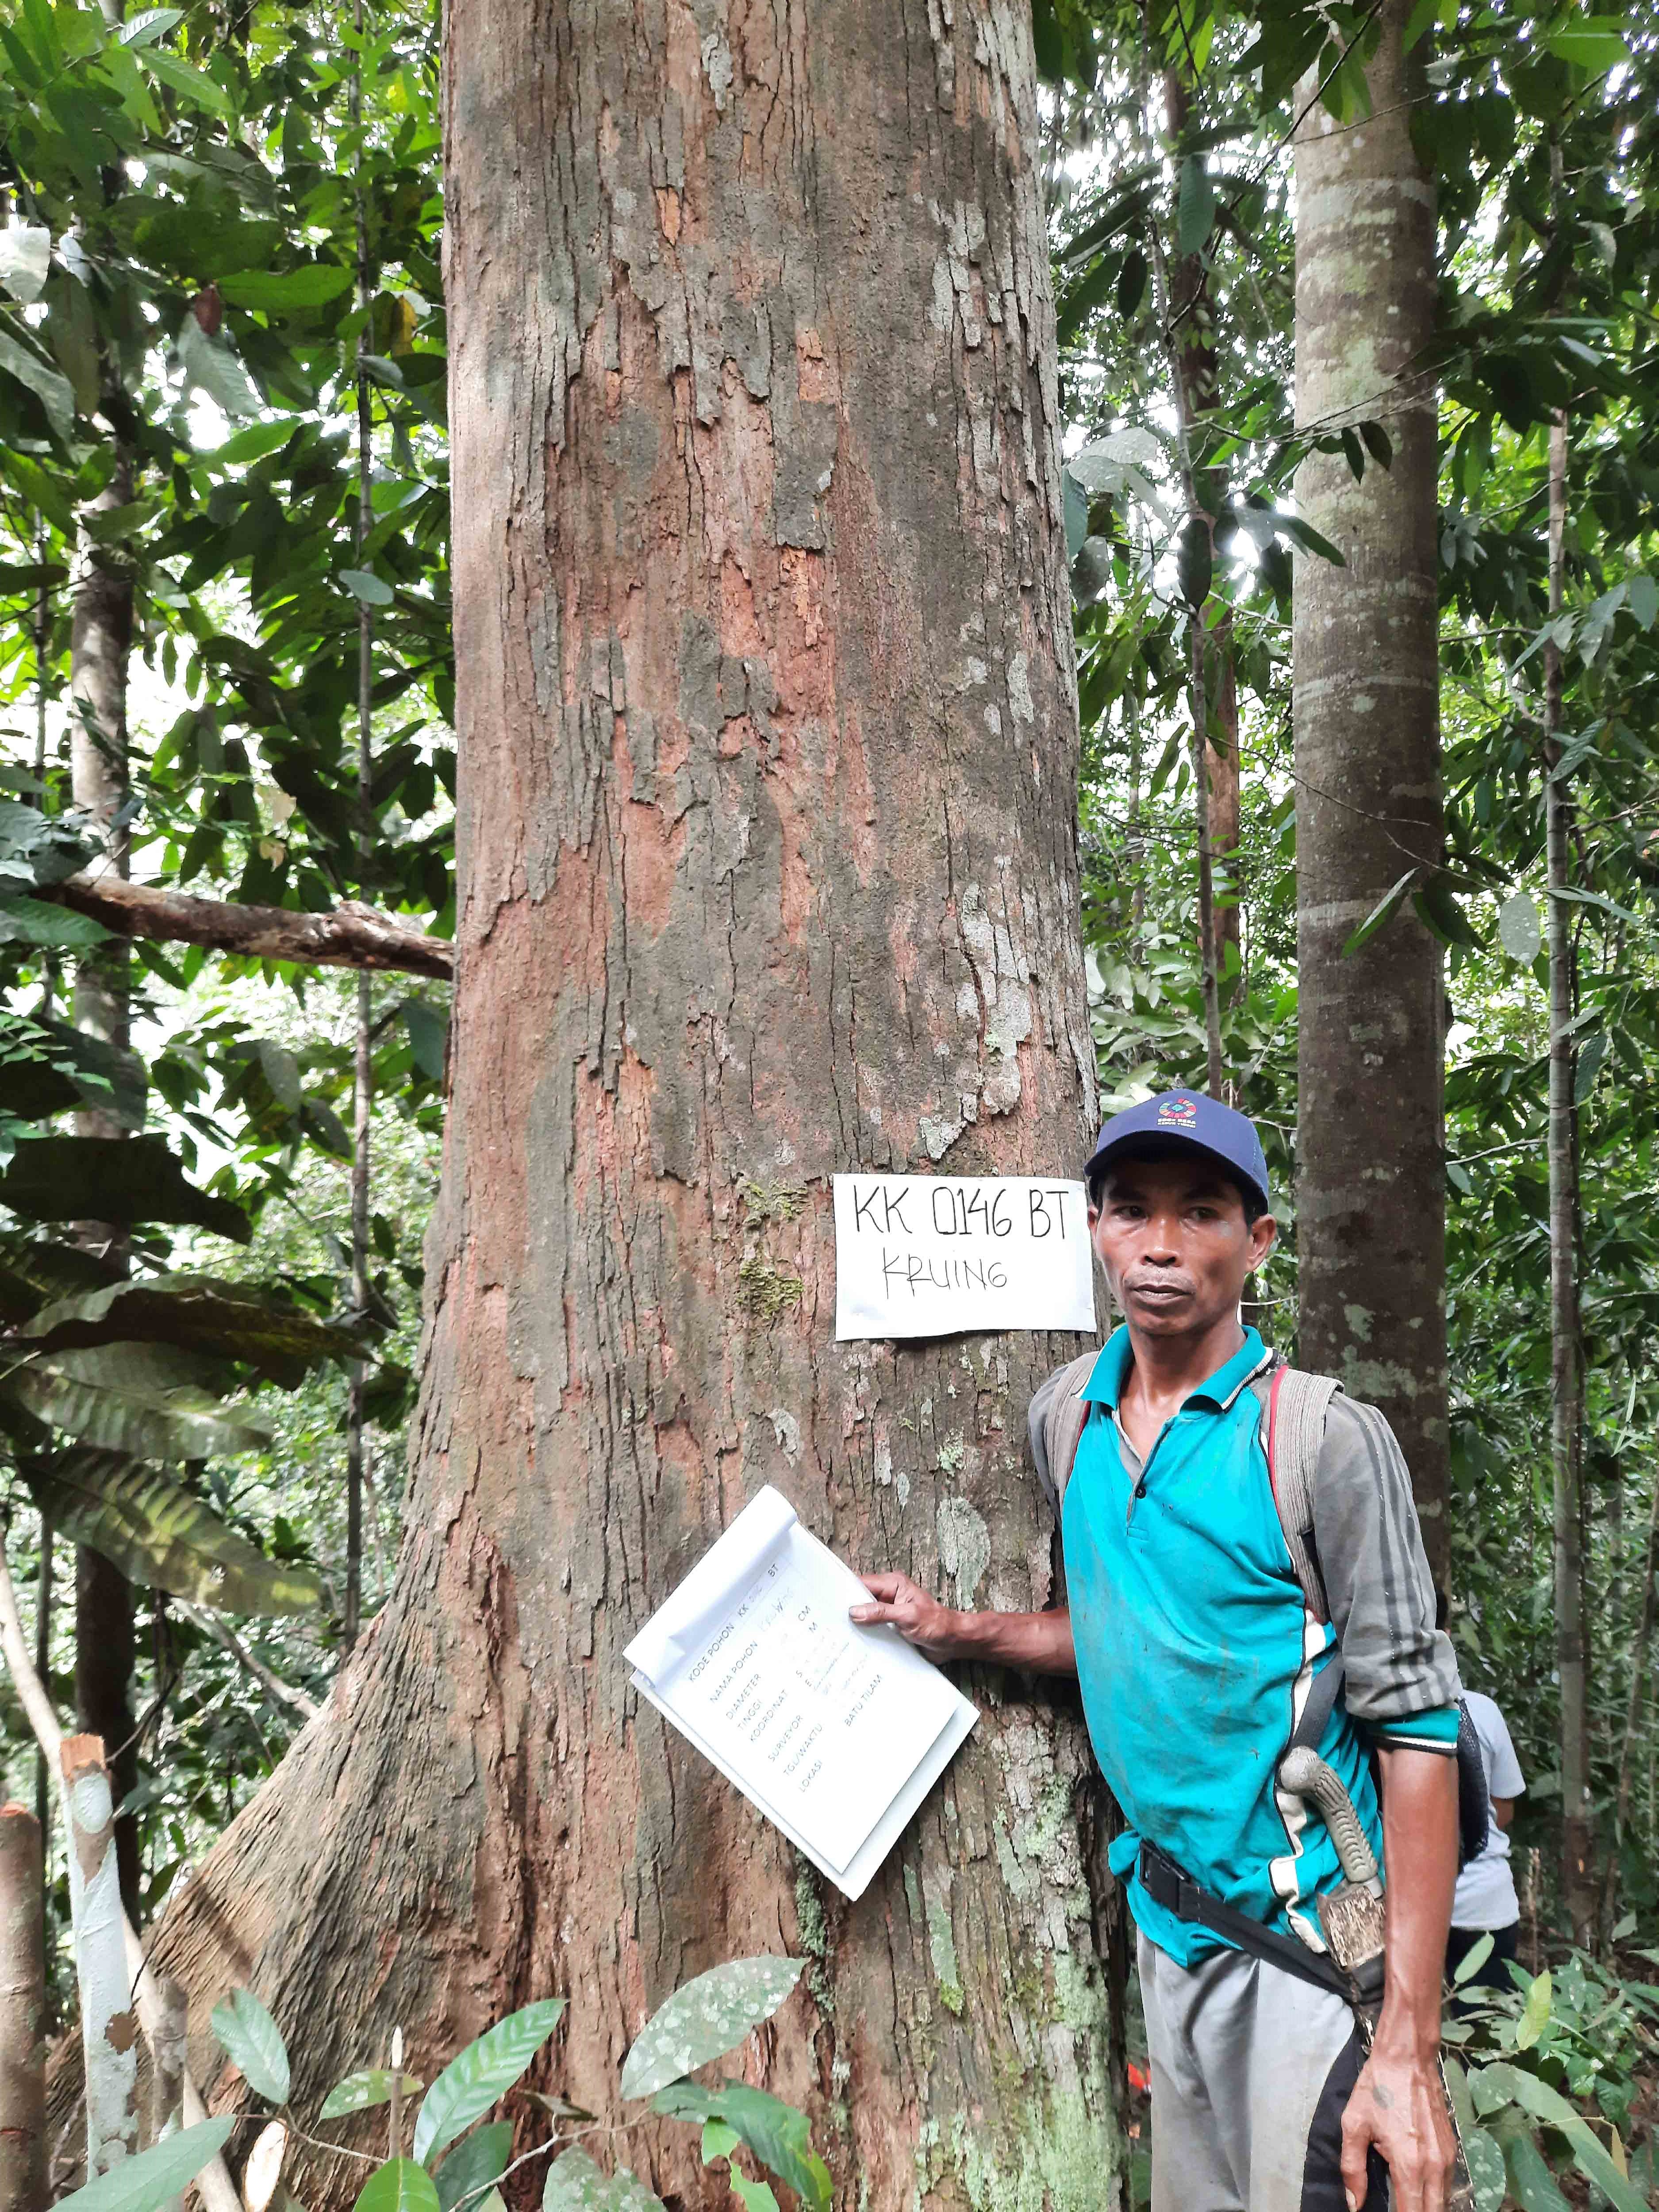 KK 0146 BT
KRUING
KODE POHON KK BT
NAMA POHON
DIAMETER CM
TINGGI M
KOORDINAT S
E
SURVEYOR
TGL/WAKTU
LOKASI BATU TILAM